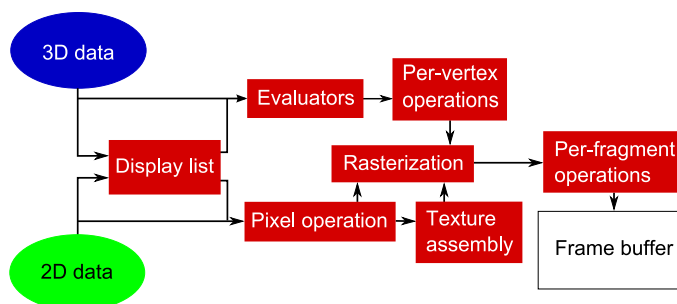 3D data
Evaluators
Per-vertex
operations
Display list
Rasterization
Per-fragment
operations
Pixel operation
Texture
assembly
Frame buffer
2D data